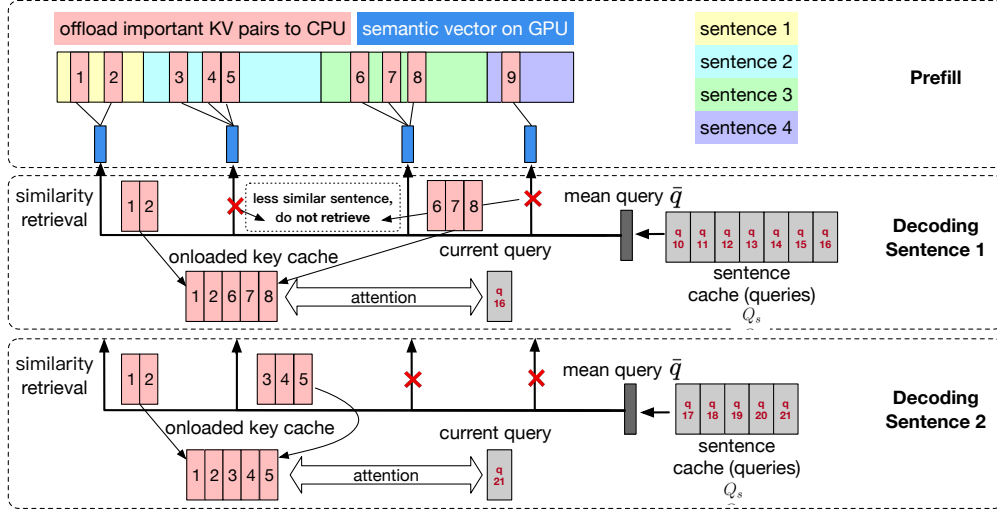 offload important KV pairs to CPU
semantic vector on GPU
sentence 1
sentence 2
sentence 3
sentence 4
Prefill
1 2 3 4 5 6 7 8 9
similarity
retrieval
1 2
less similar sentence,
do not retrieve
6 7 8
mean query q̄
Decoding
Sentence 1
q 10
q 11
q 12
q 13
q 14
q 15
q 16
onloaded key cache
current query
1 2 6 7 8
attention
q 16
sentence
cache (queries)
Qₛ
similarity
retrieval
1 2
3 4 5
mean query q̄
Decoding
Sentence 2
q 17
q 18
q 19
q 20
q 21
onloaded key cache
current query
1 2 3 4 5
attention
q 21
sentence
cache (queries)
Qₛ